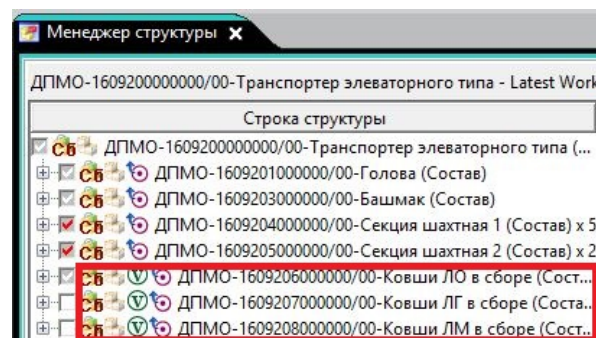 Менеджер структуры
ДПМО-1609200000000/00-Транспортер элеваторного типа - Latest Work
Строка структуры
Сб ДПМО-1609200000000/00-Транспортер элеваторного типа (...
Сб ДПМО-1609201000000/00-Голова (Состав)
Сб ДПМО-1609203000000/00-Башмак (Состав)
Сб ДПМО-1609204000000/00-Секция шахтная 1 (Состав) x 5
Сб ДПМО-1609205000000/00-Секция шахтная 2 (Состав) x 2
Сб V ДПМО-1609206000000/00-Ковши ЛО в сборе (Сост...
Сб V ДПМО-1609207000000/00-Ковши ЛГ в сборе (Соста...
Сб V ДПМО-1609208000000/00-Ковши ЛМ в сборе (Сост...